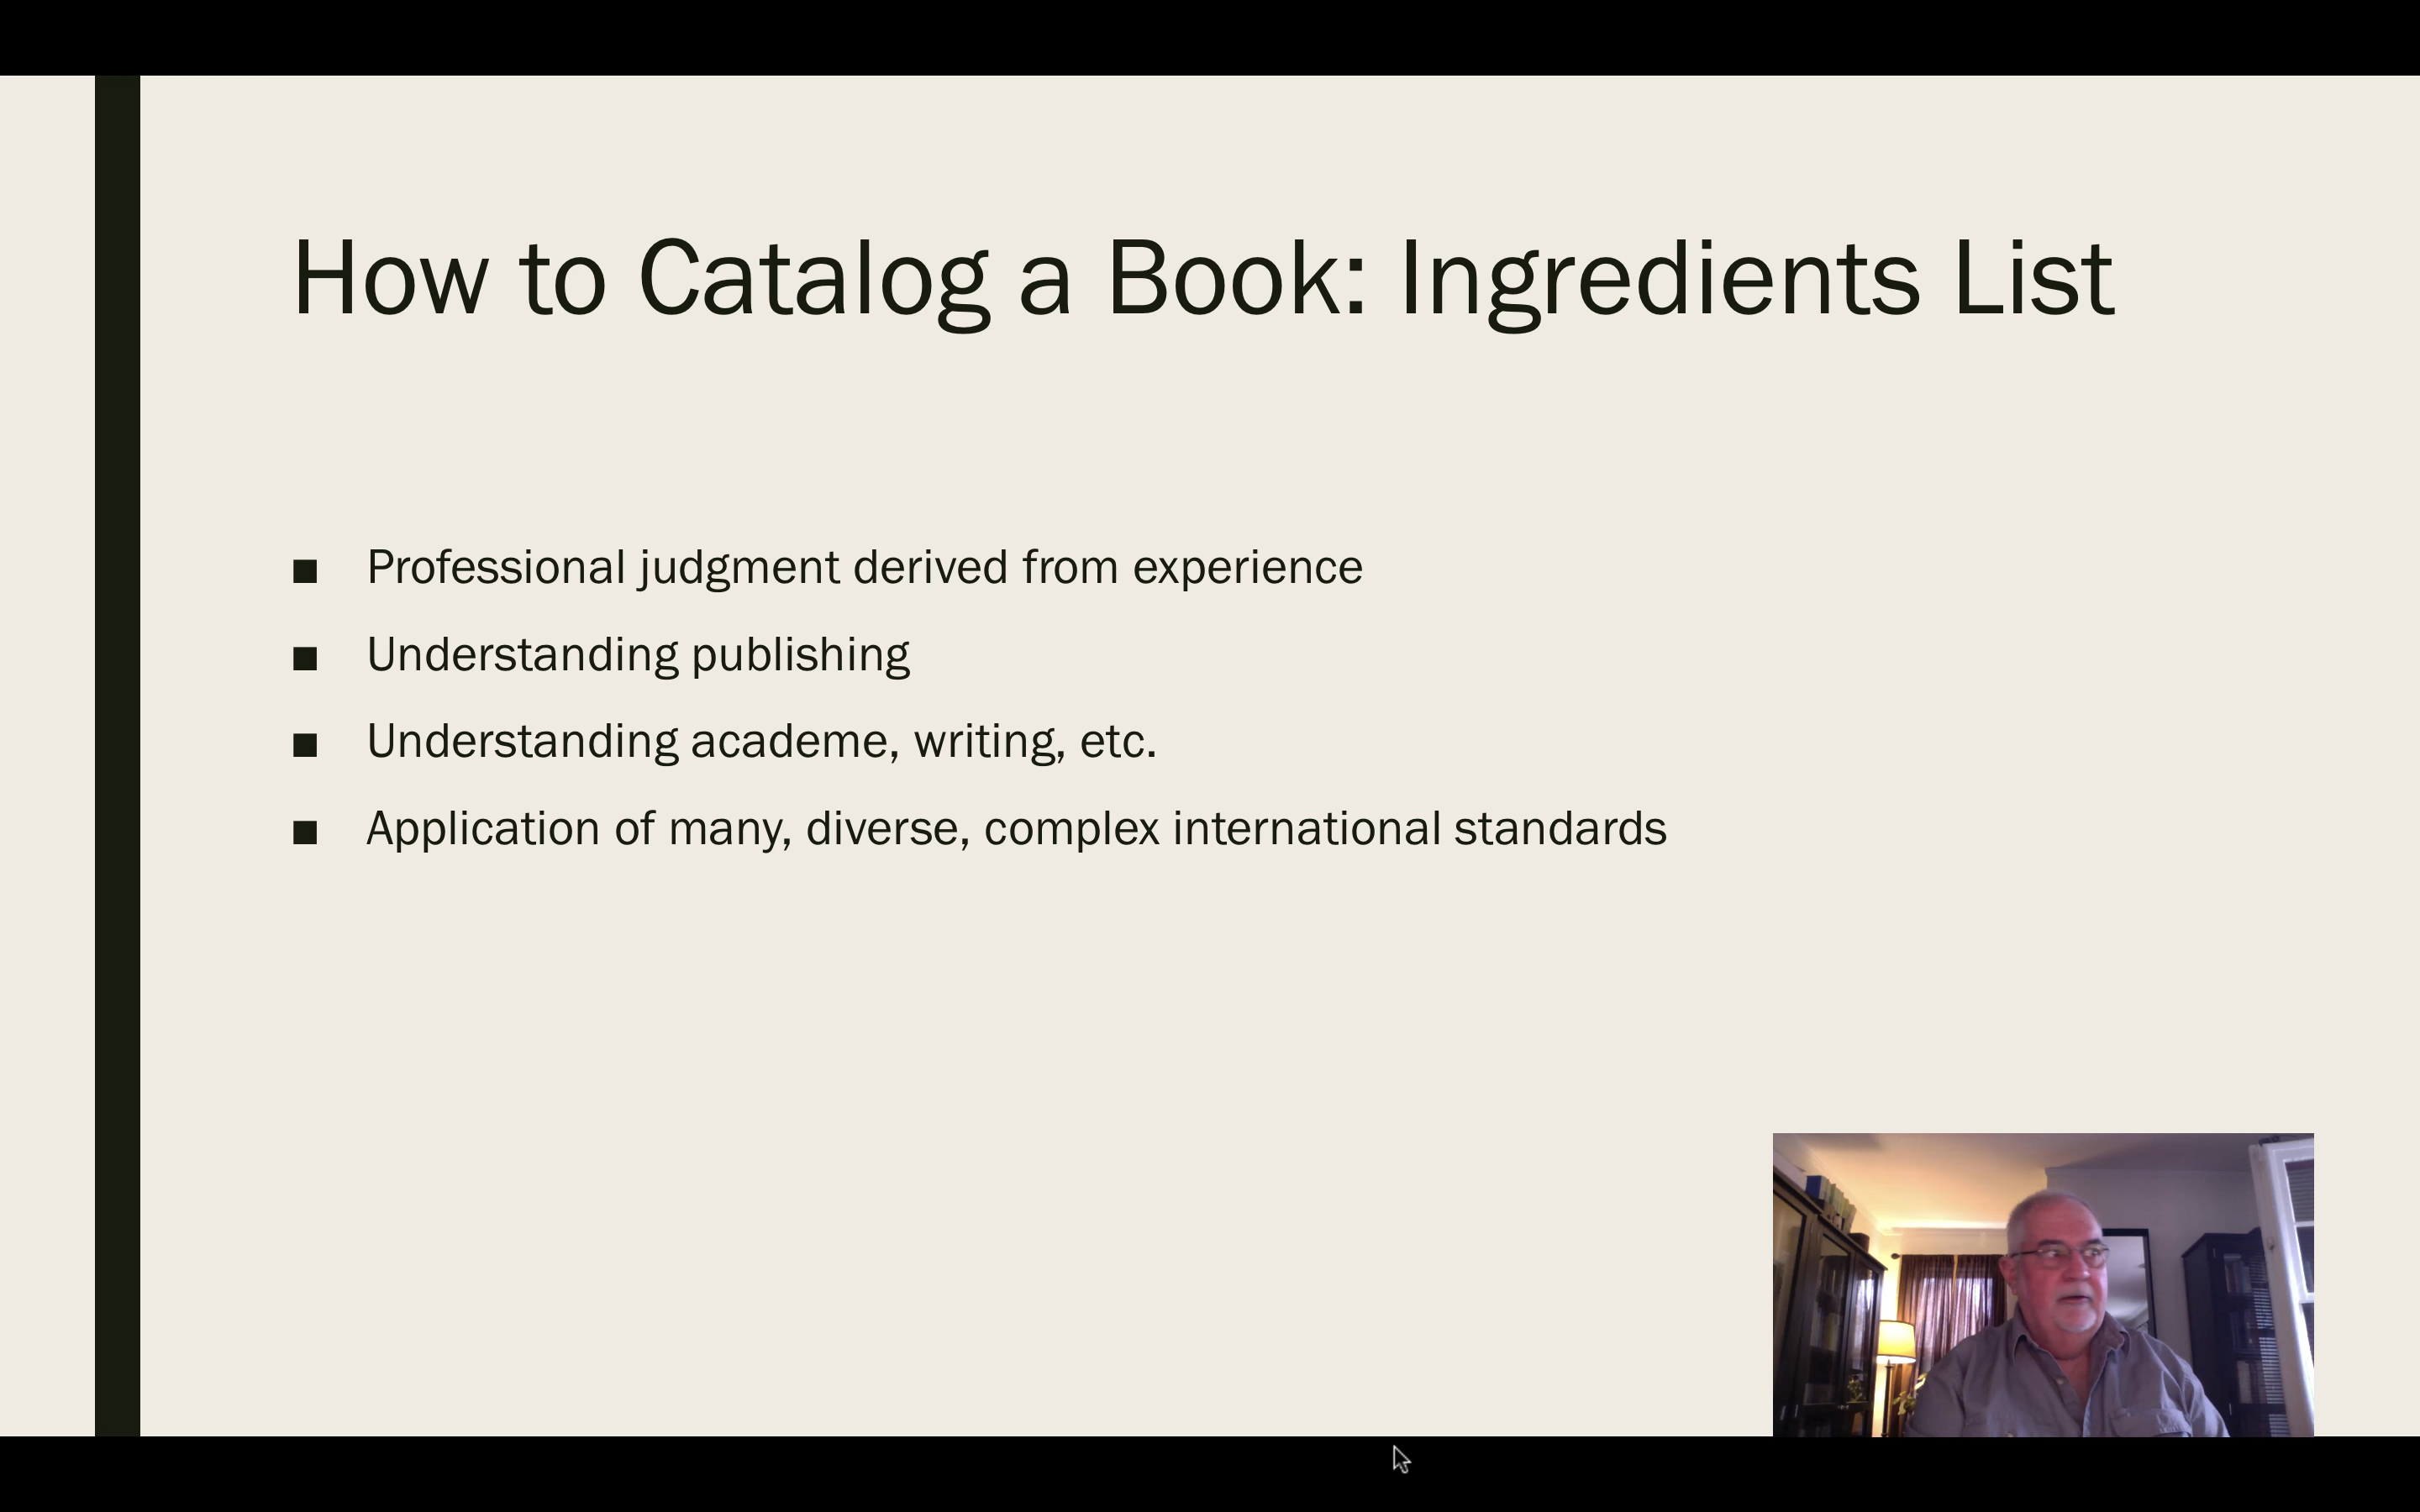 How to Catalog a Book: Ingredients List
■ Professional judgment derived from experience
■ Understanding publishing
■ Understanding academe, writing, etc.
■ Application of many, diverse, complex international standards